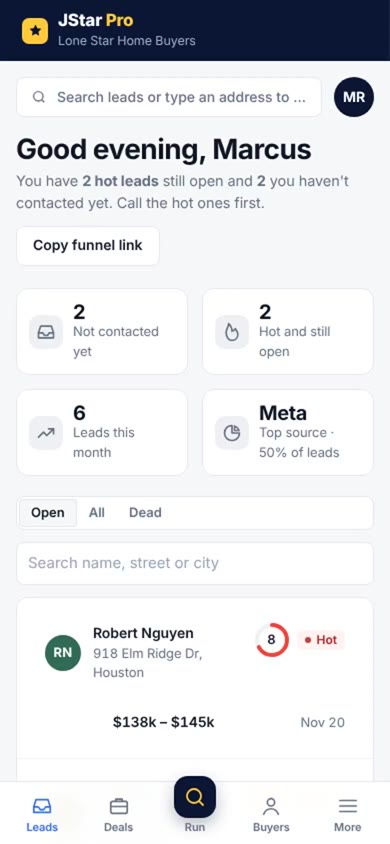 JStar Pro
Lone Star Home Buyers
Search leads or type an address to ...
MR
Good evening, Marcus
You have 2 hot leads still open and 2 you haven't
contacted yet. Call the hot ones first.
Copy funnel link
2
Not contacted
yet
2
Hot and still
open
6
Leads this
month
Meta
Top source ·
50% of leads
Open All Dead
Search name, street or city
RN
Robert Nguyen
918 Elm Ridge Dr,
Houston
8
Hot
$138k – $145k
Nov 20
Leads
Deals
Run
Buyers
More